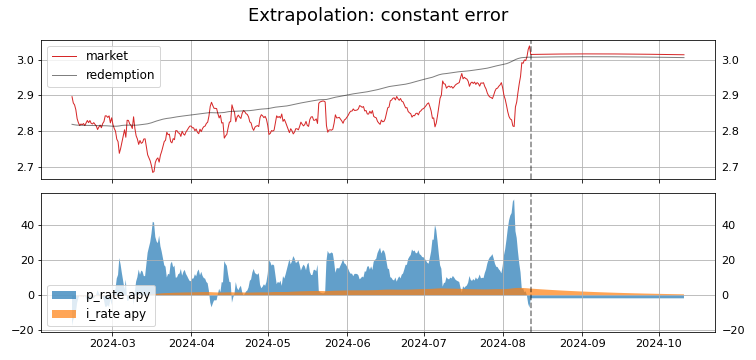 Extrapolation: constant error
market
redemption
3.0 3.0
2.9 2.9
2.8 2.8
2.7 2.7
40 40
20 20
0 0
−20 −20
p_rate apy
i_rate apy
2024-03 2024-04 2024-05 2024-06 2024-07 2024-08 2024-09 2024-10